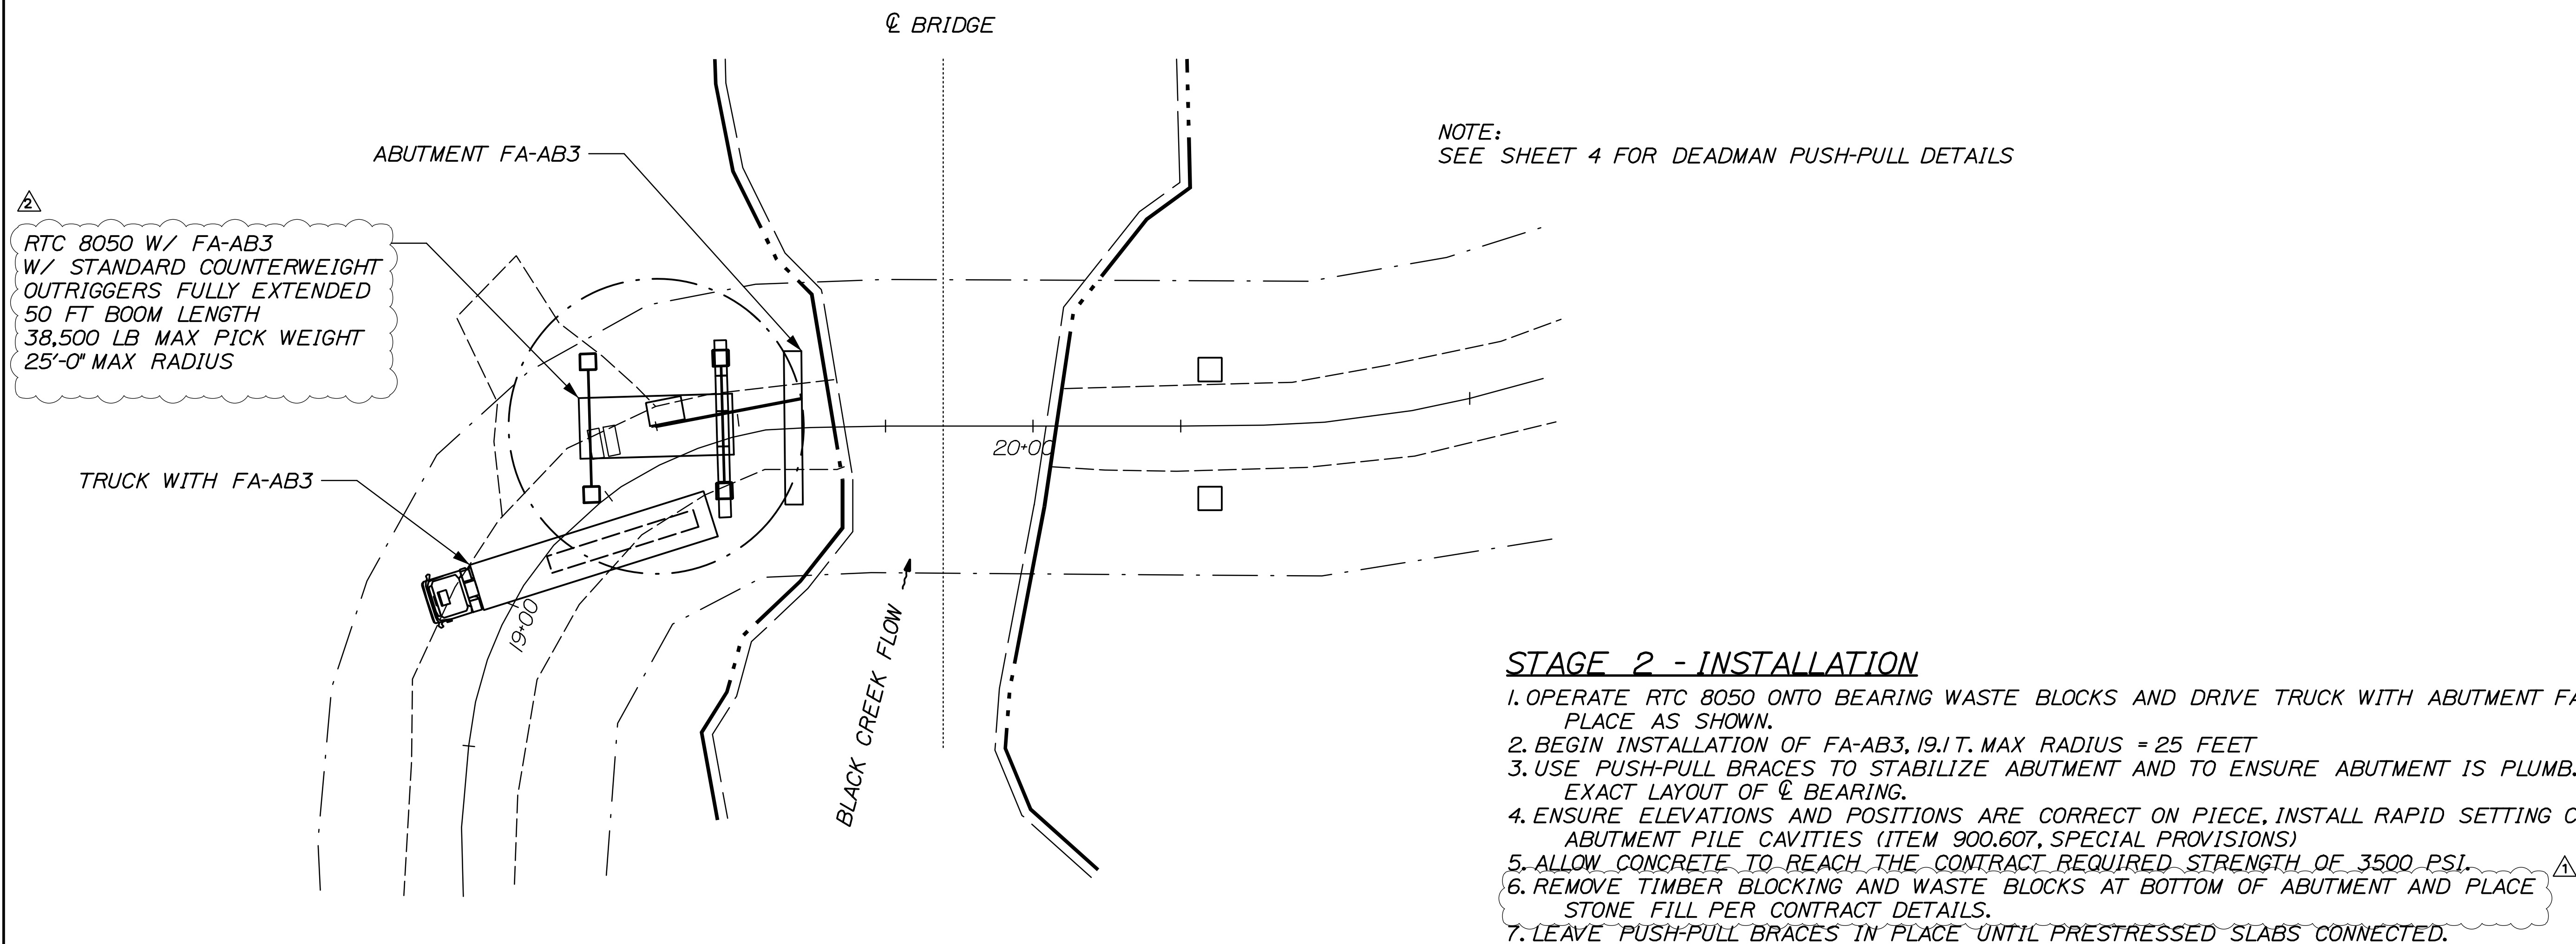 ℄ BRIDGE
ABUTMENT FA-AB3
NOTE:
SEE SHEET 4 FOR DEADMAN PUSH-PULL DETAILS
2
RTC 8050 W/ FA-AB3
W/ STANDARD COUNTERWEIGHT
OUTRIGGERS FULLY EXTENDED
50 FT BOOM LENGTH
38,500 LB MAX PICK WEIGHT
25'-0" MAX RADIUS
20+00
TRUCK WITH FA-AB3
19+00
BLACK CREEK FLOW
STAGE 2 - INSTALLATION
1. OPERATE RTC 8050 ONTO BEARING WASTE BLOCKS AND DRIVE TRUCK WITH ABUTMENT FA
PLACE AS SHOWN.
2. BEGIN INSTALLATION OF FA-AB3, 19.1 T. MAX RADIUS = 25 FEET
3. USE PUSH-PULL BRACES TO STABILIZE ABUTMENT AND TO ENSURE ABUTMENT IS PLUMB.
EXACT LAYOUT OF ℄ BEARING.
4. ENSURE ELEVATIONS AND POSITIONS ARE CORRECT ON PIECE, INSTALL RAPID SETTING C
ABUTMENT PILE CAVITIES (ITEM 900.607, SPECIAL PROVISIONS)
5. ALLOW CONCRETE TO REACH THE CONTRACT REQUIRED STRENGTH OF 3500 PSI.
1
6. REMOVE TIMBER BLOCKING AND WASTE BLOCKS AT BOTTOM OF ABUTMENT AND PLACE
STONE FILL PER CONTRACT DETAILS.
7. LEAVE PUSH-PULL BRACES IN PLACE UNTIL PRESTRESSED SLABS CONNECTED.